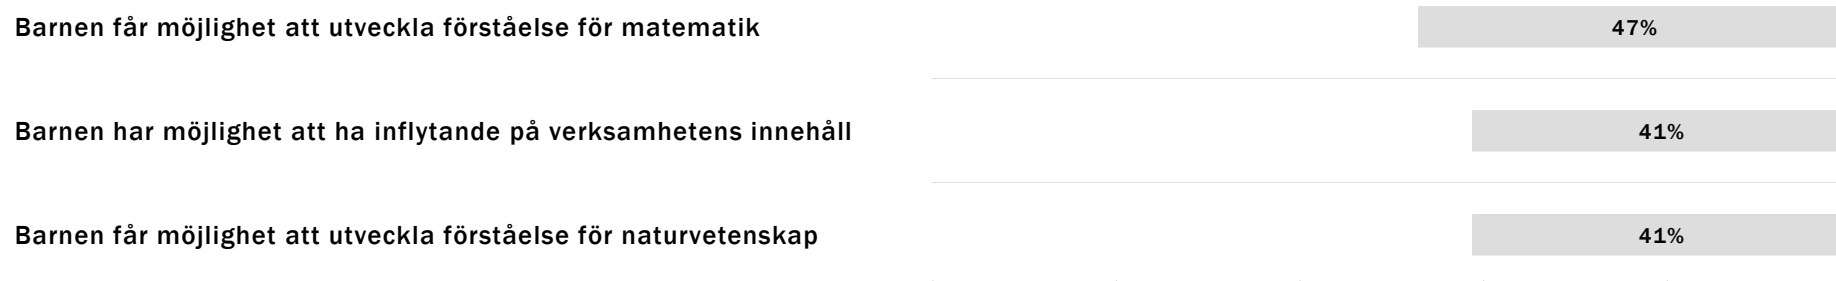 Barnen får möjlighet att utveckla förståelse för matematik 47%
Barnen har möjlighet att ha inflytande på verksamhetens innehåll 41%
Barnen får möjlighet att utveckla förståelse för naturvetenskap 41%